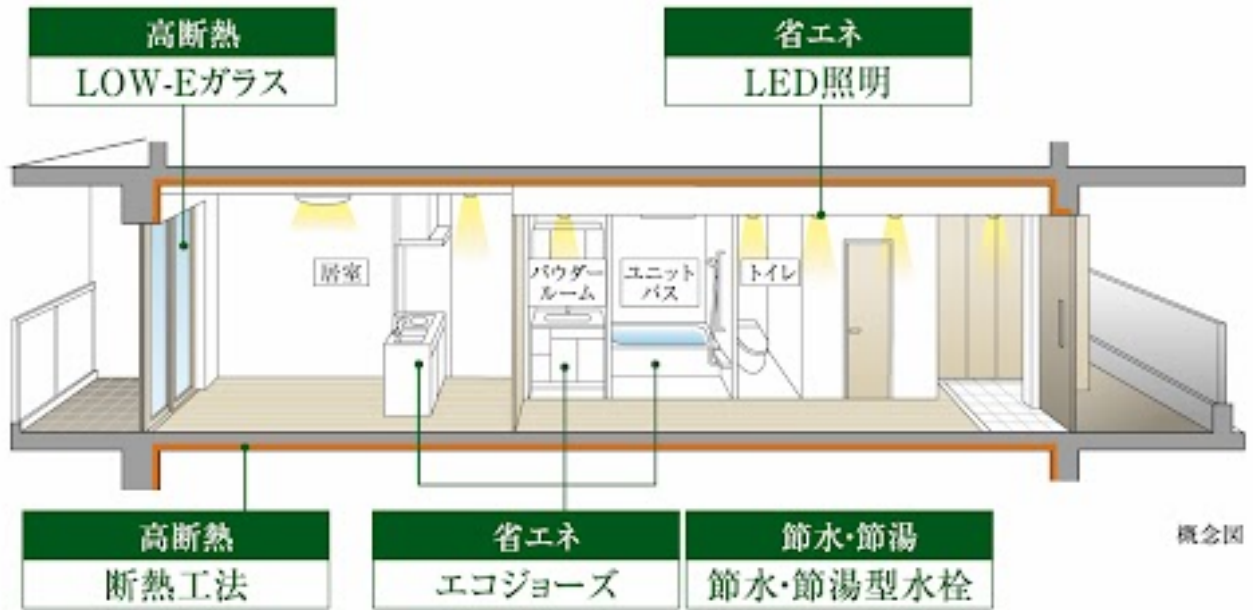 高断熱
LOW-Eガラス
省エネ
LED照明
居室
パウダー
ルーム
ユニット
バス
トイレ
高断熱
断熱工法
省エネ
エコジョーズ
節水・節湯
節水・節湯型水栓
概念図